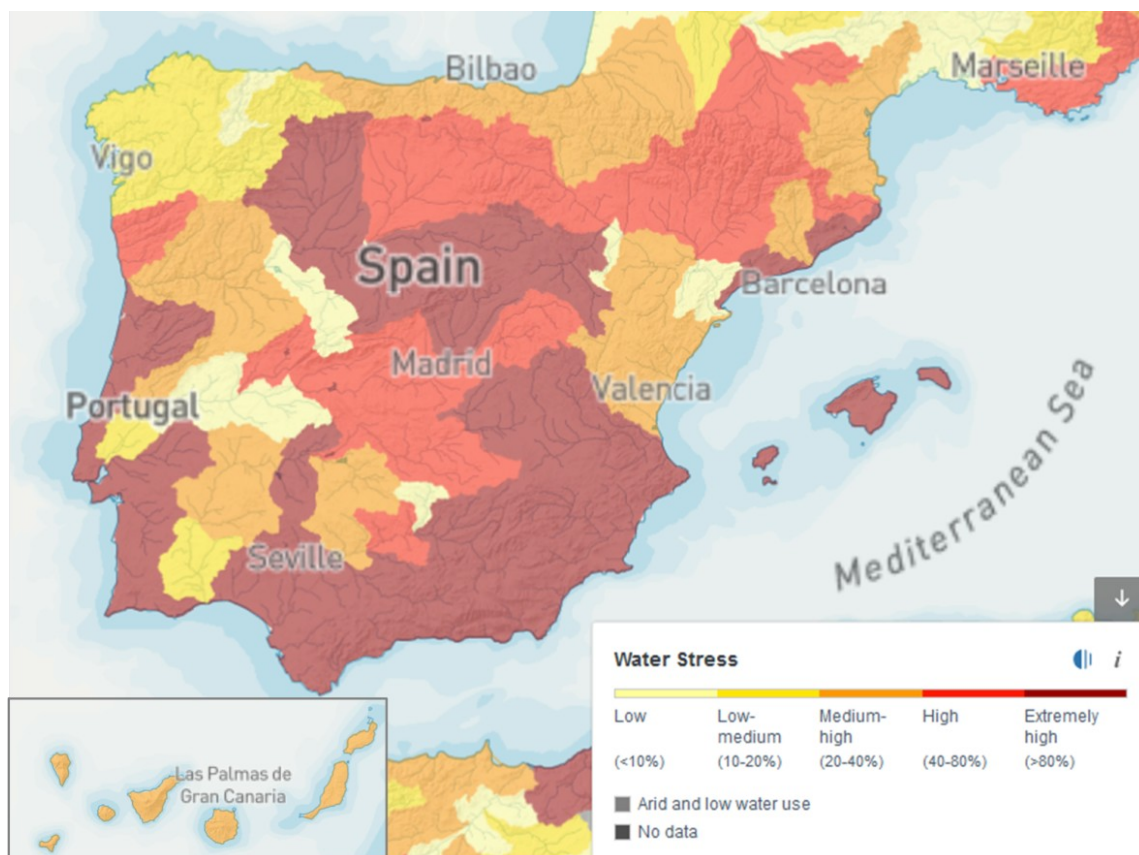 Bilbao
Marseille
Vigo
Spain
Barcelona
Madrid
Valencia
Portugal
Seville
Mediterranean Sea
Las Palmas de
Gran Canaria
Water Stress
i
Low
Low-
medium
Medium-
high
High
Extremely
high
(<10%)
(10-20%)
(20-40%)
(40-80%)
(>80%)
Arid and low water use
No data